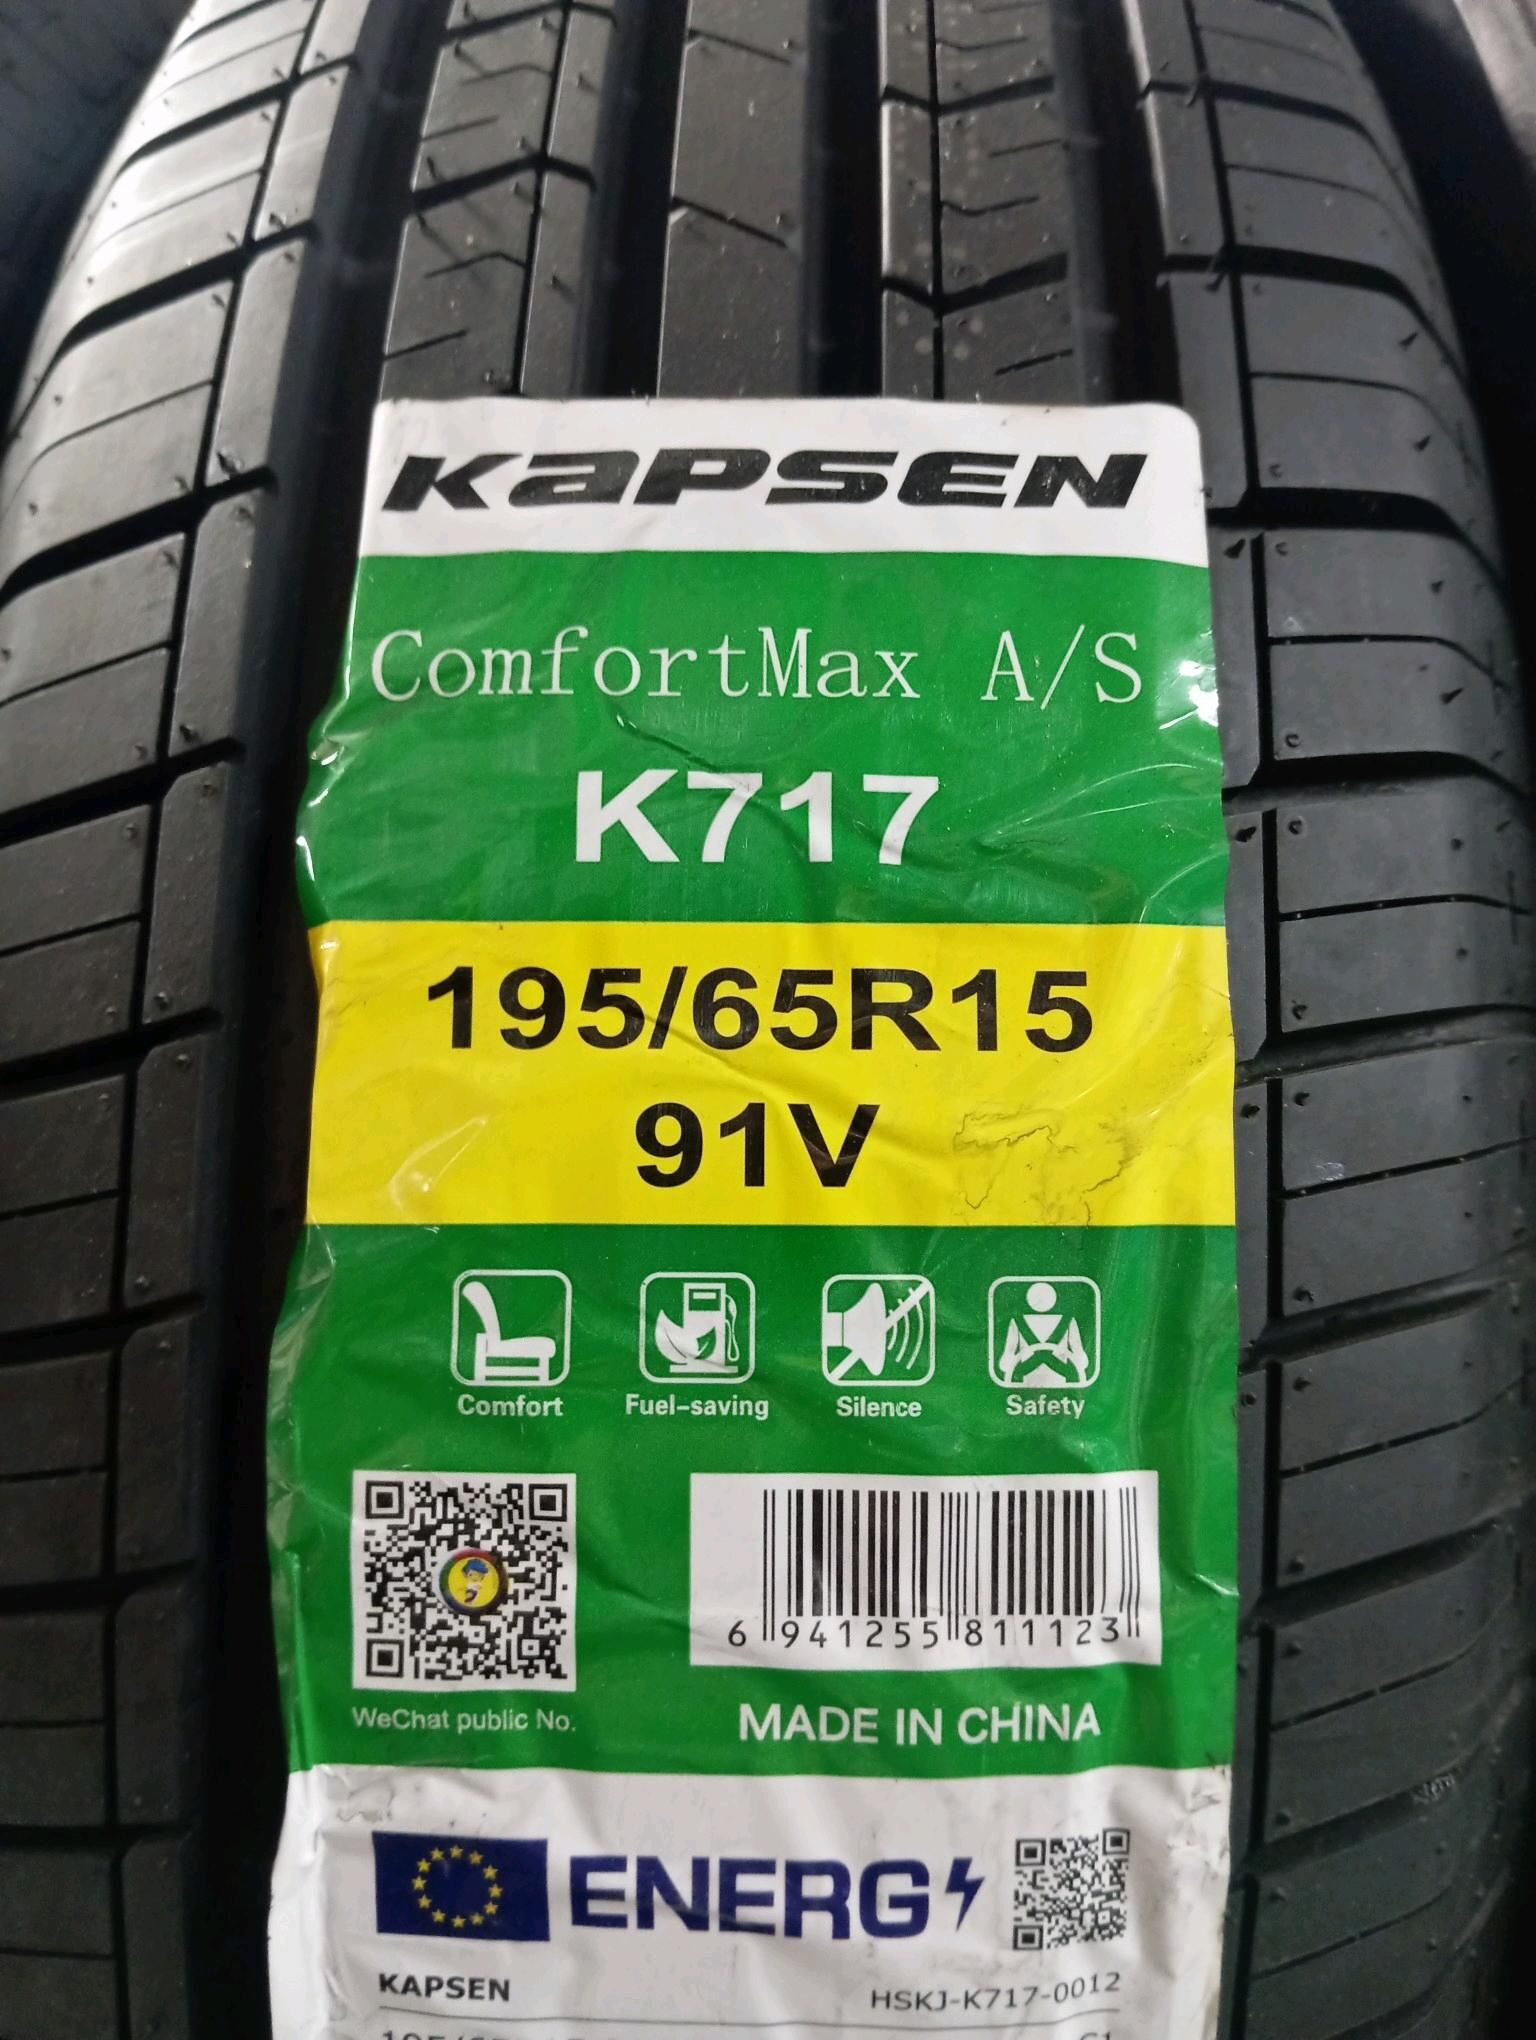 KAPSEN
ComfortMax A/S
K717
195/65R15
91V
Comfort Fuel-saving Silence Safety
6 941255 811123
WeChat public No.
MADE IN CHINA
ENERG
KAPSEN HSKJ-K717-0012
C1